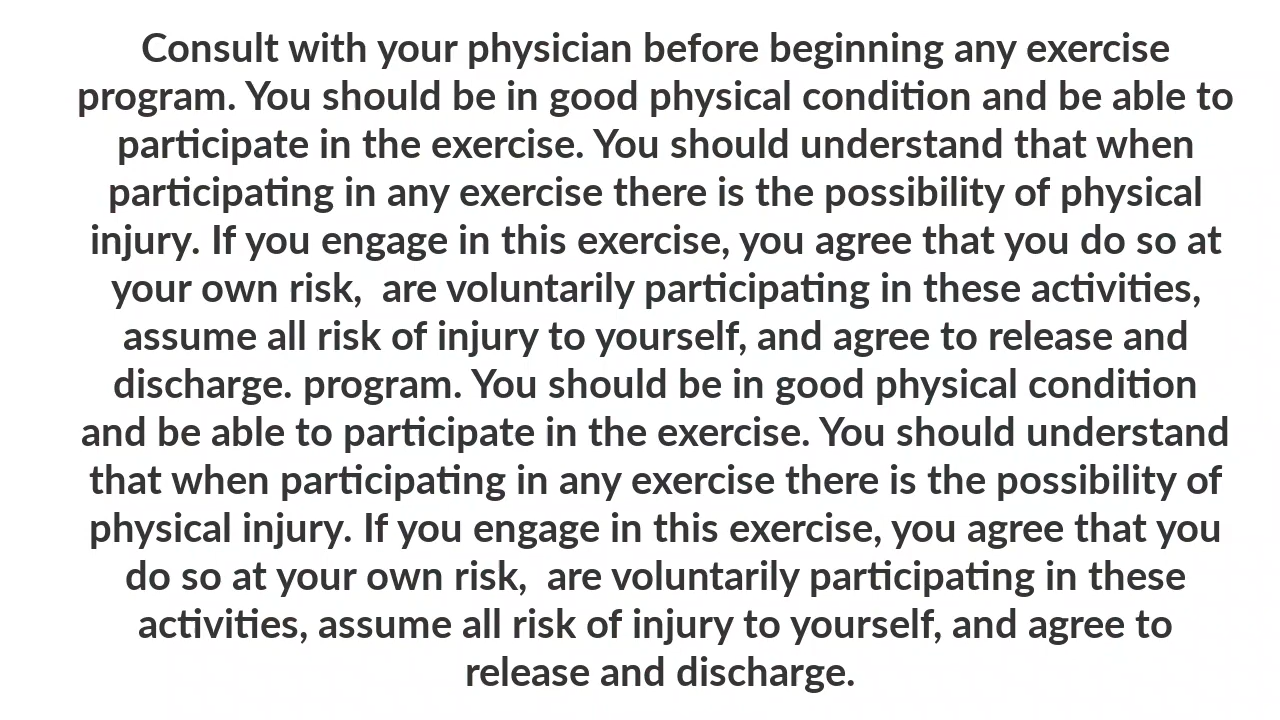 Consult with your physician before beginning any exercise
program. You should be in good physical condition and be able to
participate in the exercise. You should understand that when
participating in any exercise there is the possibility of physical
injury. If you engage in this exercise, you agree that you do so at
your own risk,  are voluntarily participating in these activities,
assume all risk of injury to yourself, and agree to release and
discharge. program. You should be in good physical condition
and be able to participate in the exercise. You should understand
that when participating in any exercise there is the possibility of
physical injury. If you engage in this exercise, you agree that you
do so at your own risk,  are voluntarily participating in these
activities, assume all risk of injury to yourself, and agree to
release and discharge.